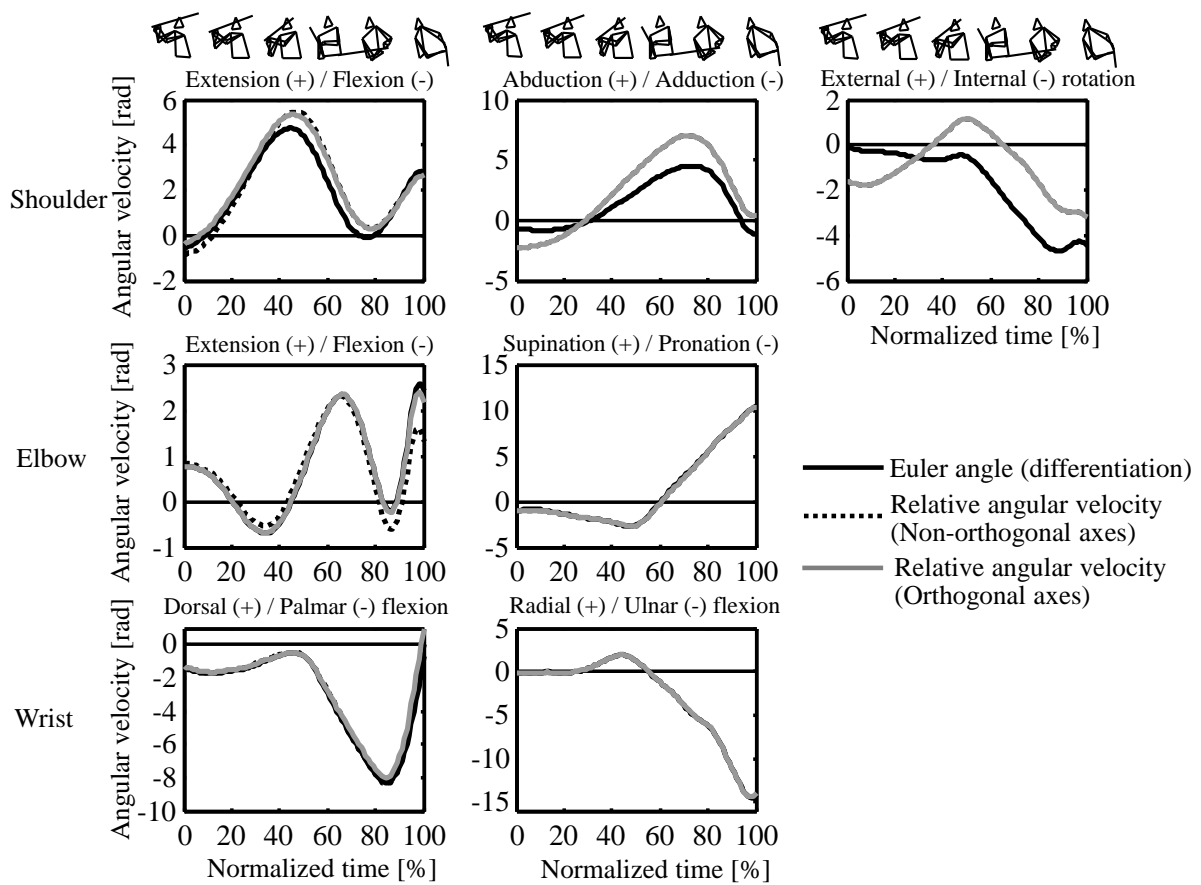 Extension (+) / Flexion (-)
Abduction (+) / Adduction (-)
External (+) / Internal (-) rotation
Shoulder
Angular velocity [rad]
6
4
2
0
-2
0 20 40 60 80 100
10
5
0
-5
0 20 40 60 80 100
2
0
-2
-4
-6
0 20 40 60 80 100
Normalized time [%]
Extension (+) / Flexion (-)
Supination (+) / Pronation (-)
Elbow
Angular velocity [rad]
3
2
1
0
-1
0 20 40 60 80 100
15
10
5
0
-5
0 20 40 60 80 100
Euler angle (differentiation)
Relative angular velocity
(Non-orthogonal axes)
Relative angular velocity
(Orthogonal axes)
Dorsal (+) / Palmar (-) flexion
Radial (+) / Ulnar (-) flexion
Wrist
Angular velocity [rad]
0
-2
-4
-6
-8
-10
0 20 40 60 80 100
Normalized time [%]
5
0
-5
-10
-15
0 20 40 60 80 100
Normalized time [%]